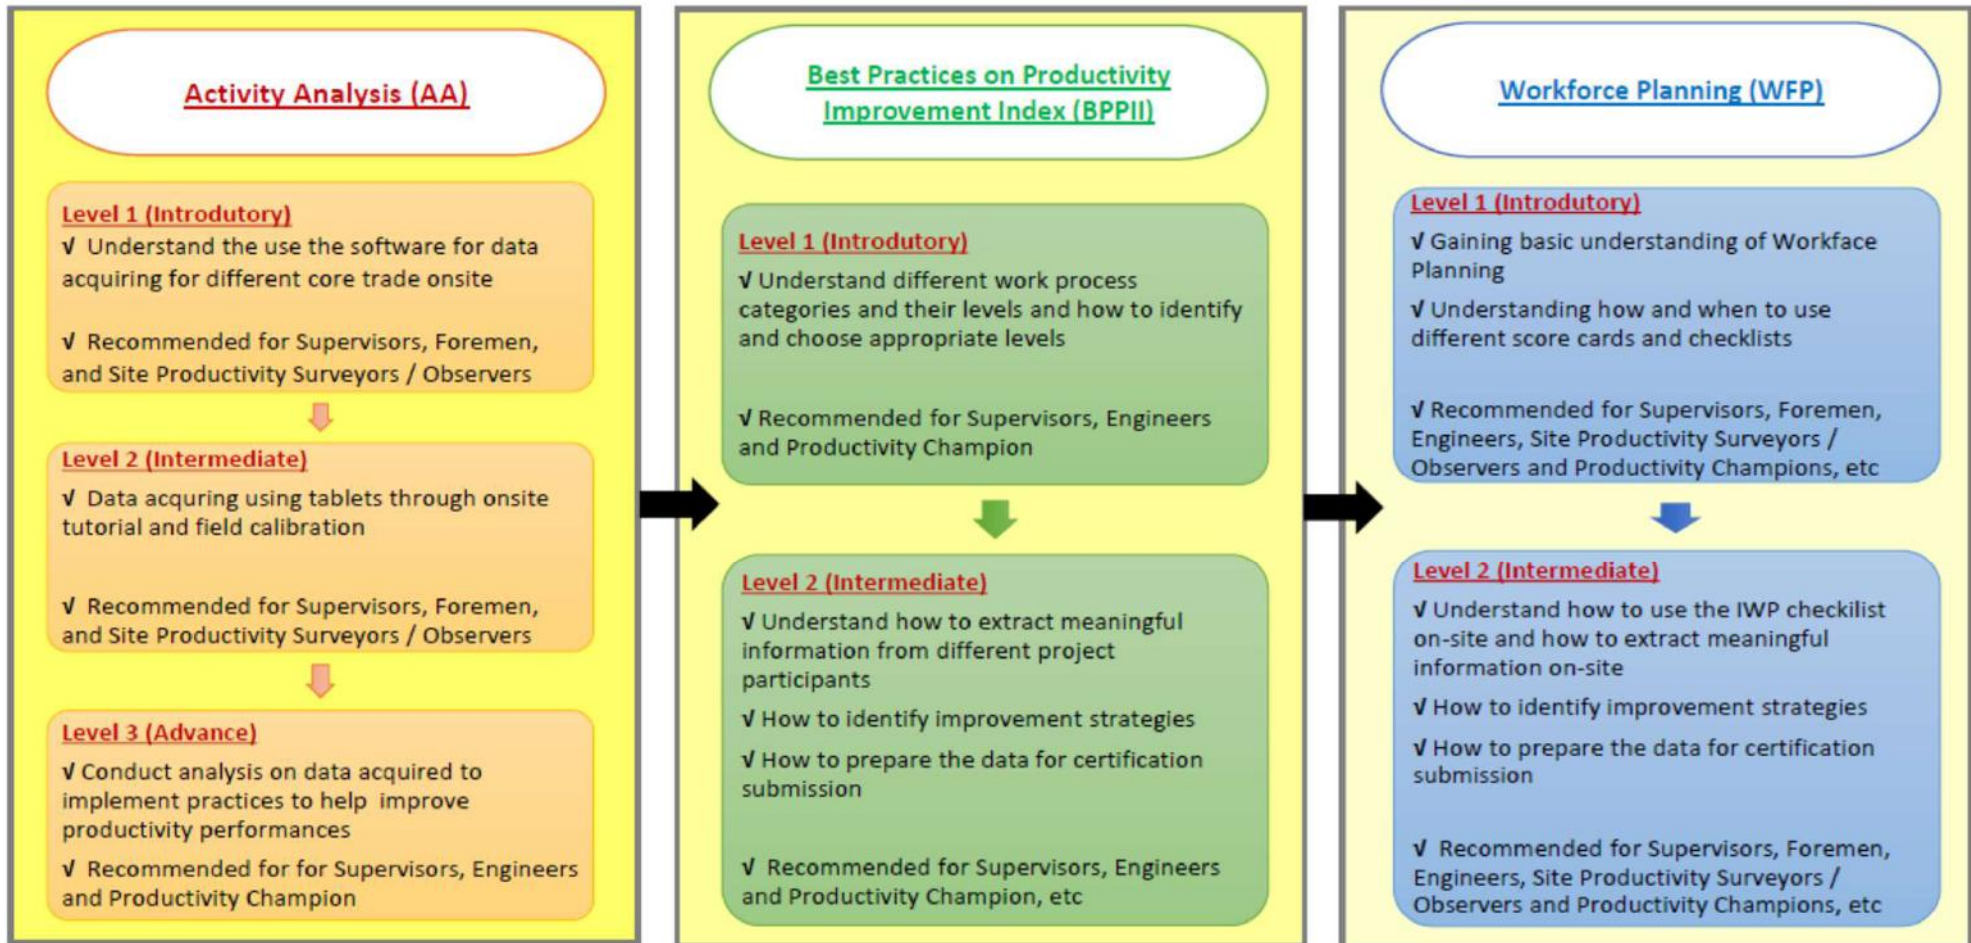 Activity Analysis (AA)
Level 1 (Introdutory)
√ Understand the use the software for data
acquiring for different core trade onsite
√ Recommended for Supervisors, Foremen,
and Site Productivity Surveyors / Observers
Level 2 (Intermediate)
√ Data acquring using tablets through onsite
tutorial and field calibration
√ Recommended for Supervisors, Foremen,
and Site Productivity Surveyors / Observers
Level 3 (Advance)
√ Conduct analysis on data acquired to
implement practices to help improve
productivity performances
√ Recommended for for Supervisors, Engineers
and Productivity Champion
Best Practices on Productivity
Improvement Index (BPPII)
Level 1 (Introdutory)
√ Understand different work process
categories and their levels and how to identify
and choose appropriate levels
√ Recommended for Supervisors, Engineers
and Productivity Champion
Level 2 (Intermediate)
√ Understand how to extract meaningful
information from different project
participants
√ How to identify improvement strategies
√ How to prepare the data for certification
submission
√ Recommended for Supervisors, Engineers
and Productivity Champion, etc
Workforce Planning (WFP)
Level 1 (Introdutory)
√ Gaining basic understanding of Workface
Planning
√ Understanding how and when to use
different score cards and checklists
√ Recommended for Supervisors, Foremen,
Engineers, Site Productivity Surveyors /
Observers and Productivity Champions, etc
Level 2 (Intermediate)
√ Understand how to use the IWP checkilist
on-site and how to extract meaningful
information on-site
√ How to identify improvement strategies
√ How to prepare the data for certification
submission
√ Recommended for Supervisors, Foremen,
Engineers, Site Productivity Surveyors /
Observers and Productivity Champions, etc